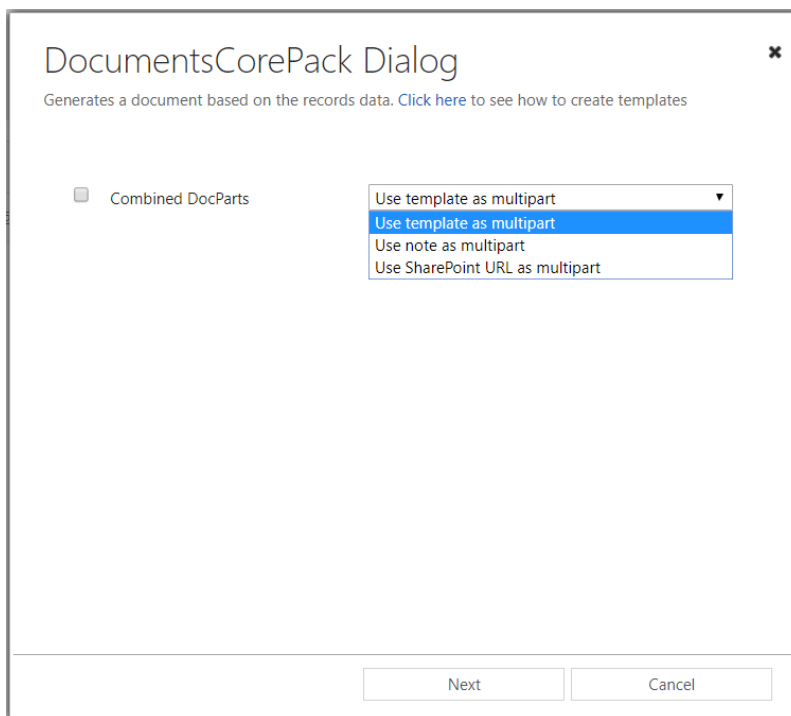 DocumentsCorePack Dialog
Generates a document based on the records data. Click here to see how to create templates
Combined DocParts
Use template as multipart
Use template as multipart
Use note as multipart
Use SharePoint URL as multipart
Next
Cancel